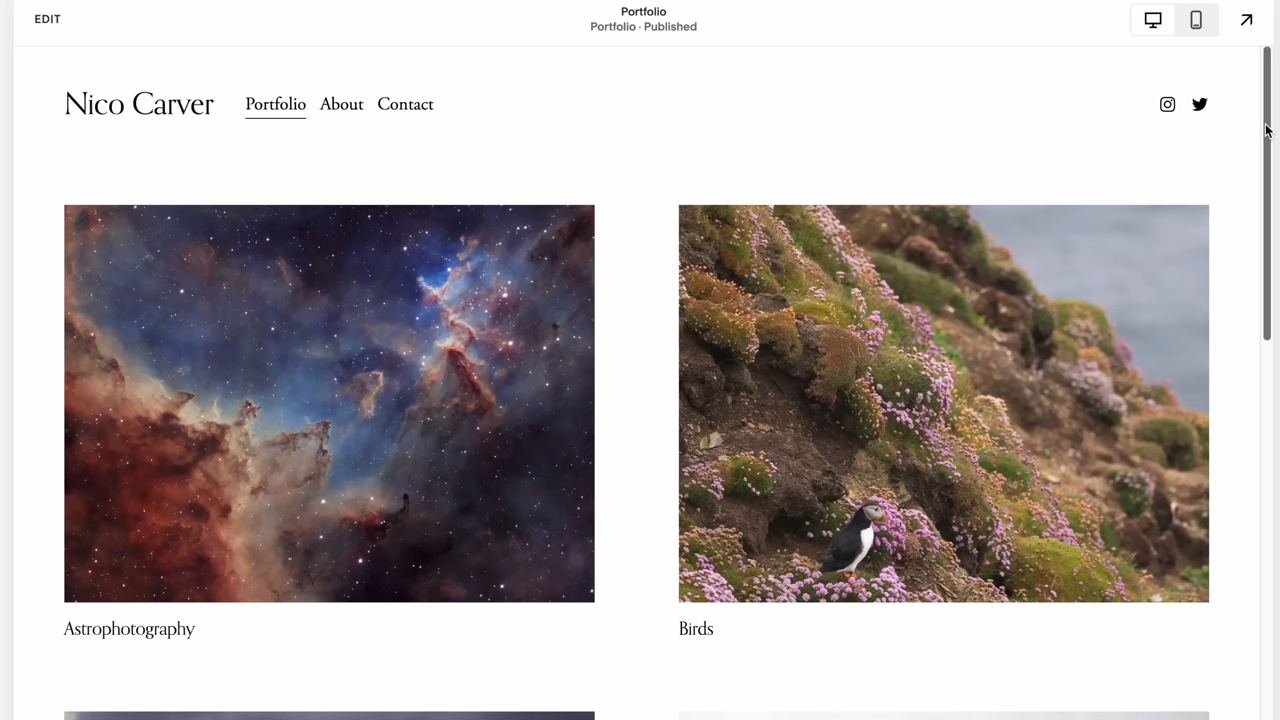 EDIT
Portfolio
Portfolio · Published
Nico Carver
Portfolio
About
Contact
Astrophotography
Birds